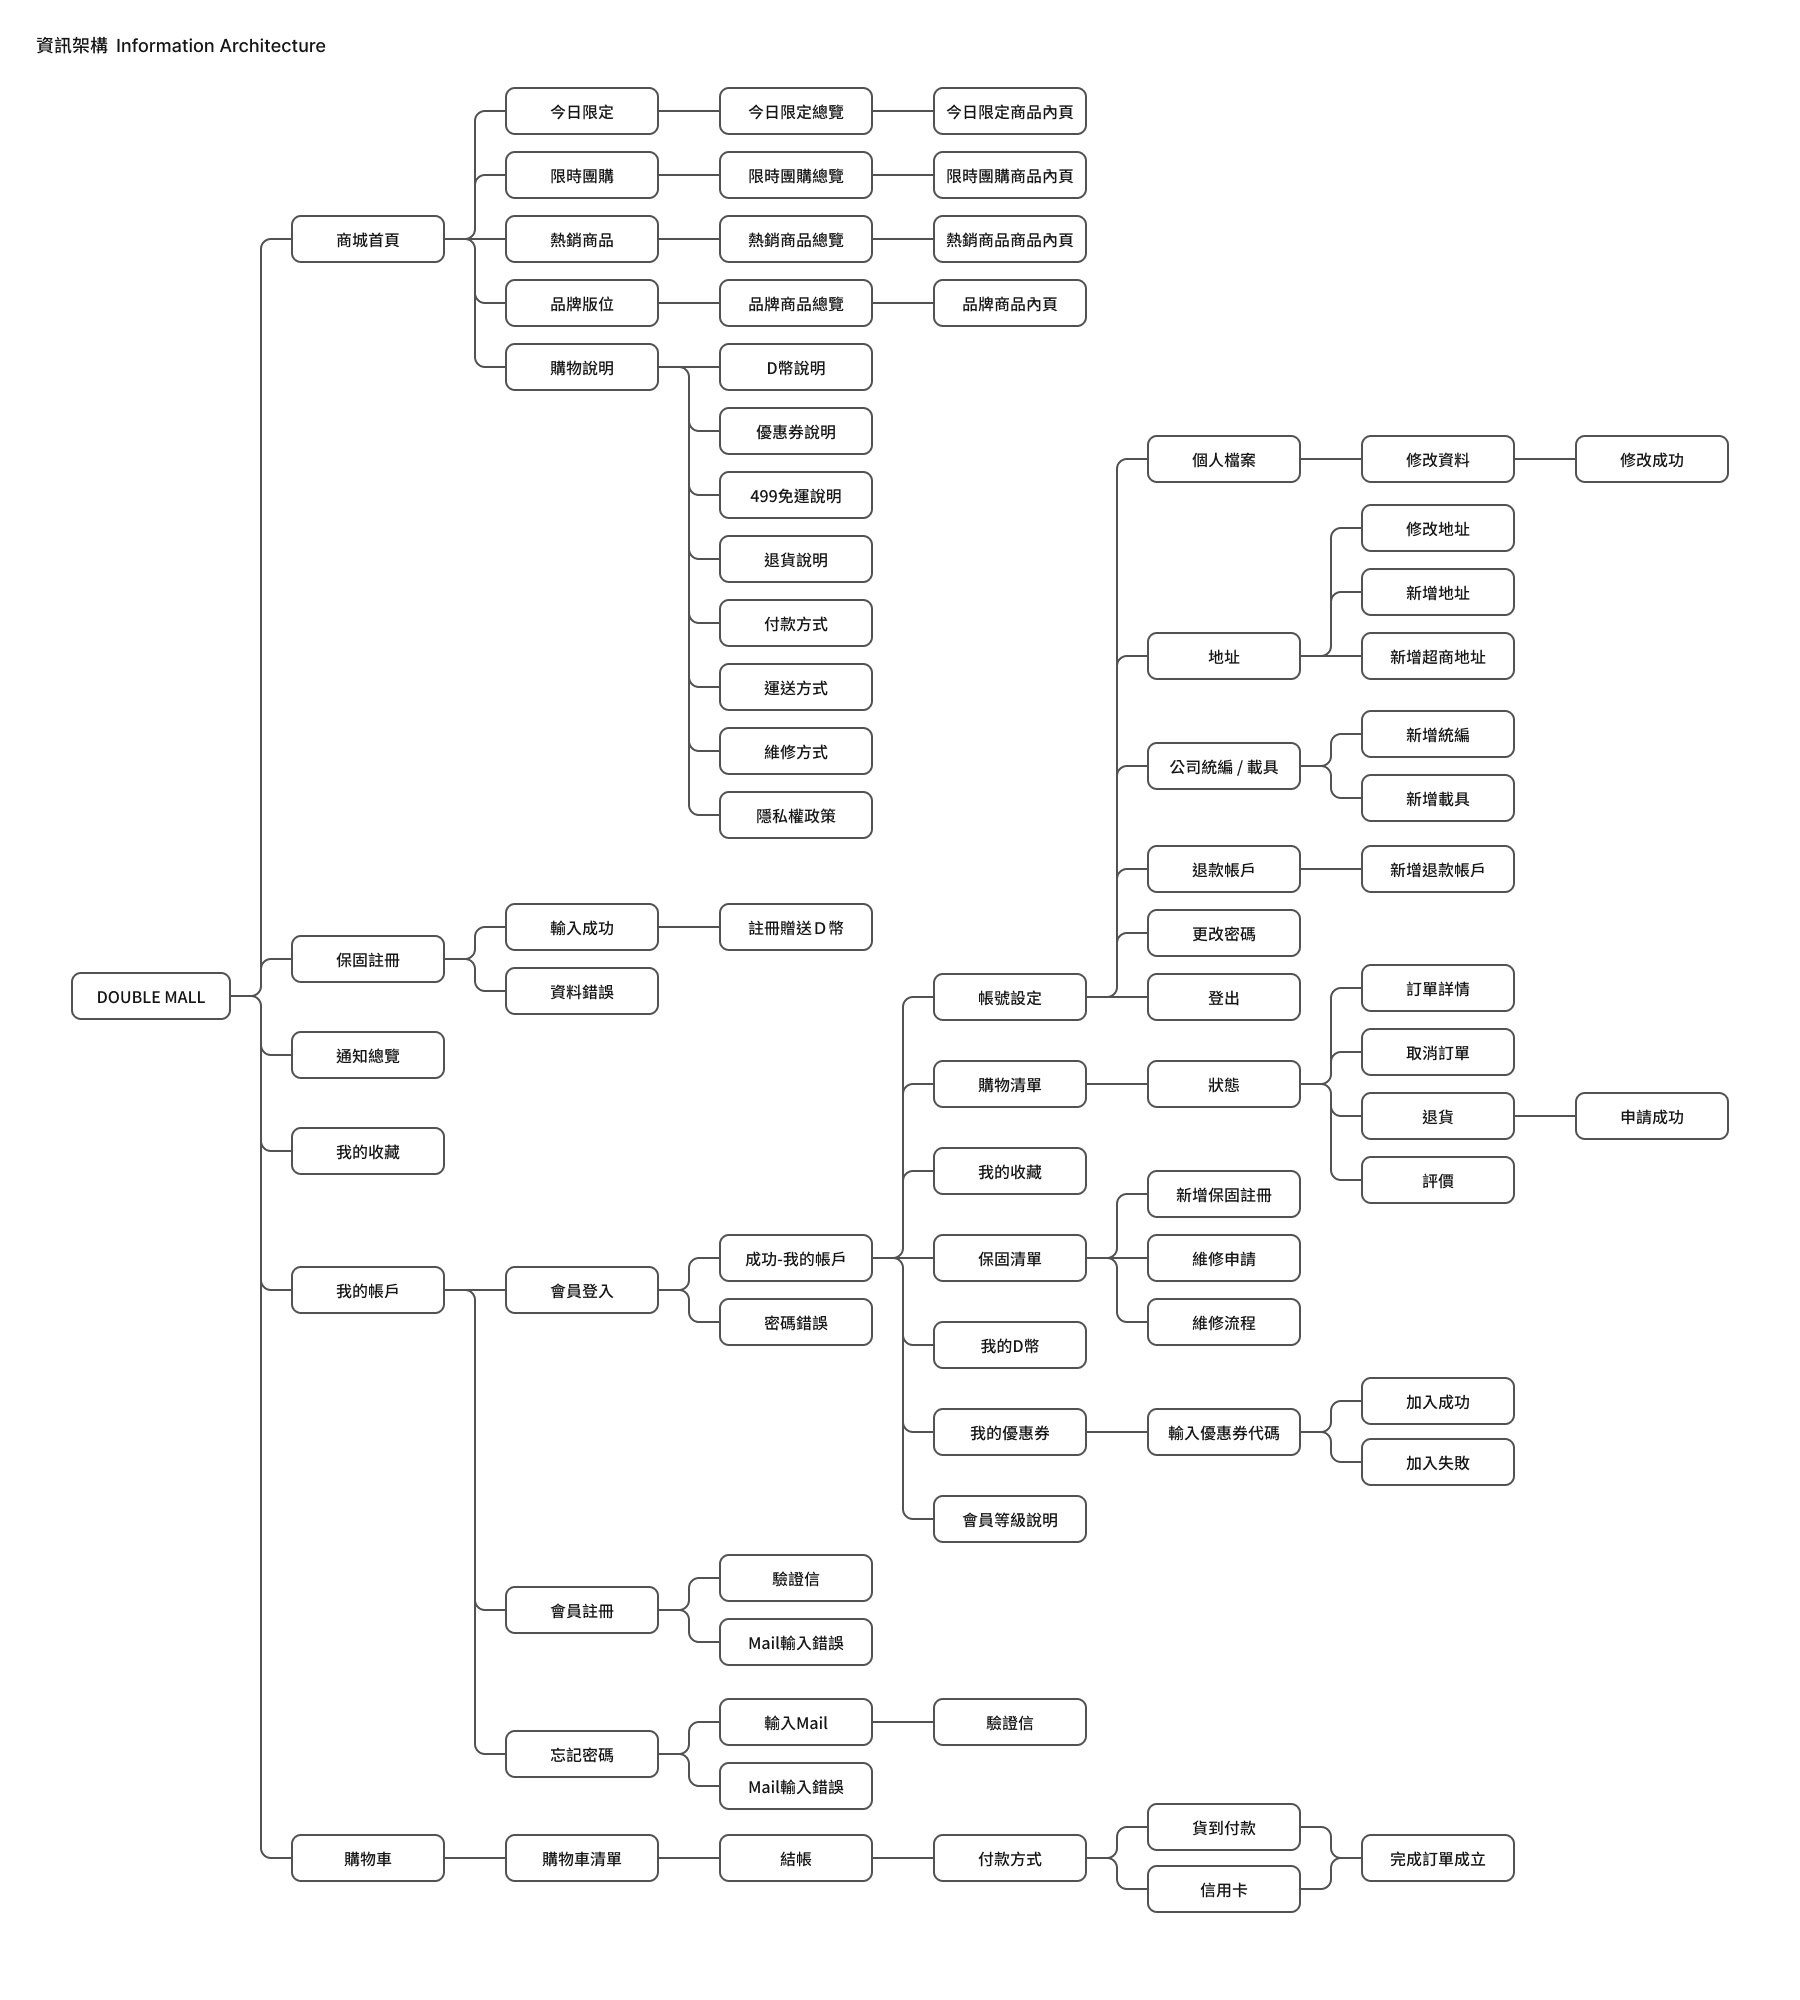 資訊架構 Information Architecture
今日限定
今日限定總覽
今日限定商品內頁
限時團購
限時團購總覽
限時團購商品內頁
商城首頁
熱銷商品
熱銷商品總覽
熱銷商品商品內頁
品牌版位
品牌商品總覽
品牌商品內頁
購物說明
D幣說明
優惠券說明
499免運說明
退貨說明
付款方式
運送方式
維修方式
隱私權政策
個人檔案
修改資料
修改成功
修改地址
新增地址
地址
新增超商地址
新增統編
公司統編 / 載具
新增載具
退款帳戶
新增退款帳戶
更改密碼
輸入成功
註冊贈送Ｄ幣
保固註冊
資料錯誤
DOUBLE MALL
帳號設定
登出
訂單詳情
通知總覽
取消訂單
購物清單
狀態
退貨
申請成功
我的收藏
我的收藏
評價
新增保固註冊
成功-我的帳戶
保固清單
維修申請
我的帳戶
會員登入
密碼錯誤
維修流程
我的D幣
加入成功
我的優惠券
輸入優惠券代碼
加入失敗
會員等級說明
驗證信
會員註冊
Mail輸入錯誤
輸入Mail
驗證信
忘記密碼
Mail輸入錯誤
貨到付款
購物車
購物車清單
結帳
付款方式
完成訂單成立
信用卡